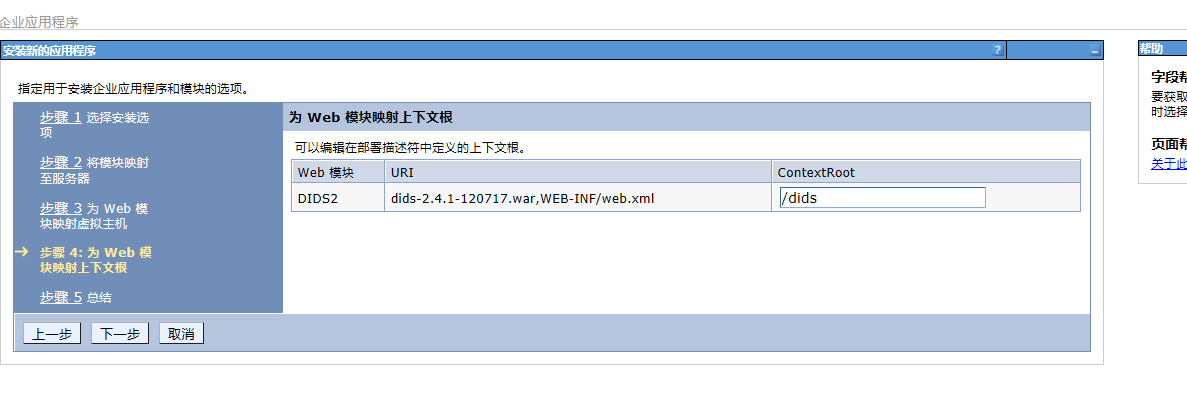 企业应用程序
安装新的应用程序 ? 帮助
指定用于安装企业应用程序和模块的选项。
步骤 1 选择安装选
项
步骤 2 将模块映射
至服务器
步骤 3 为 Web 模
块映射虚拟主机
步骤 4: 为 Web 模
块映射上下文根
步骤 5 总结
为 Web 模块映射上下文根
可以编辑在部署描述符中定义的上下文根。
Web 模块 URI ContextRoot
DIDS2 dids-2.4.1-120717.war,WEB-INF/web.xml /dids
上一步 下一步 取消
字段帮
要获取
时选择
页面帮
关于此